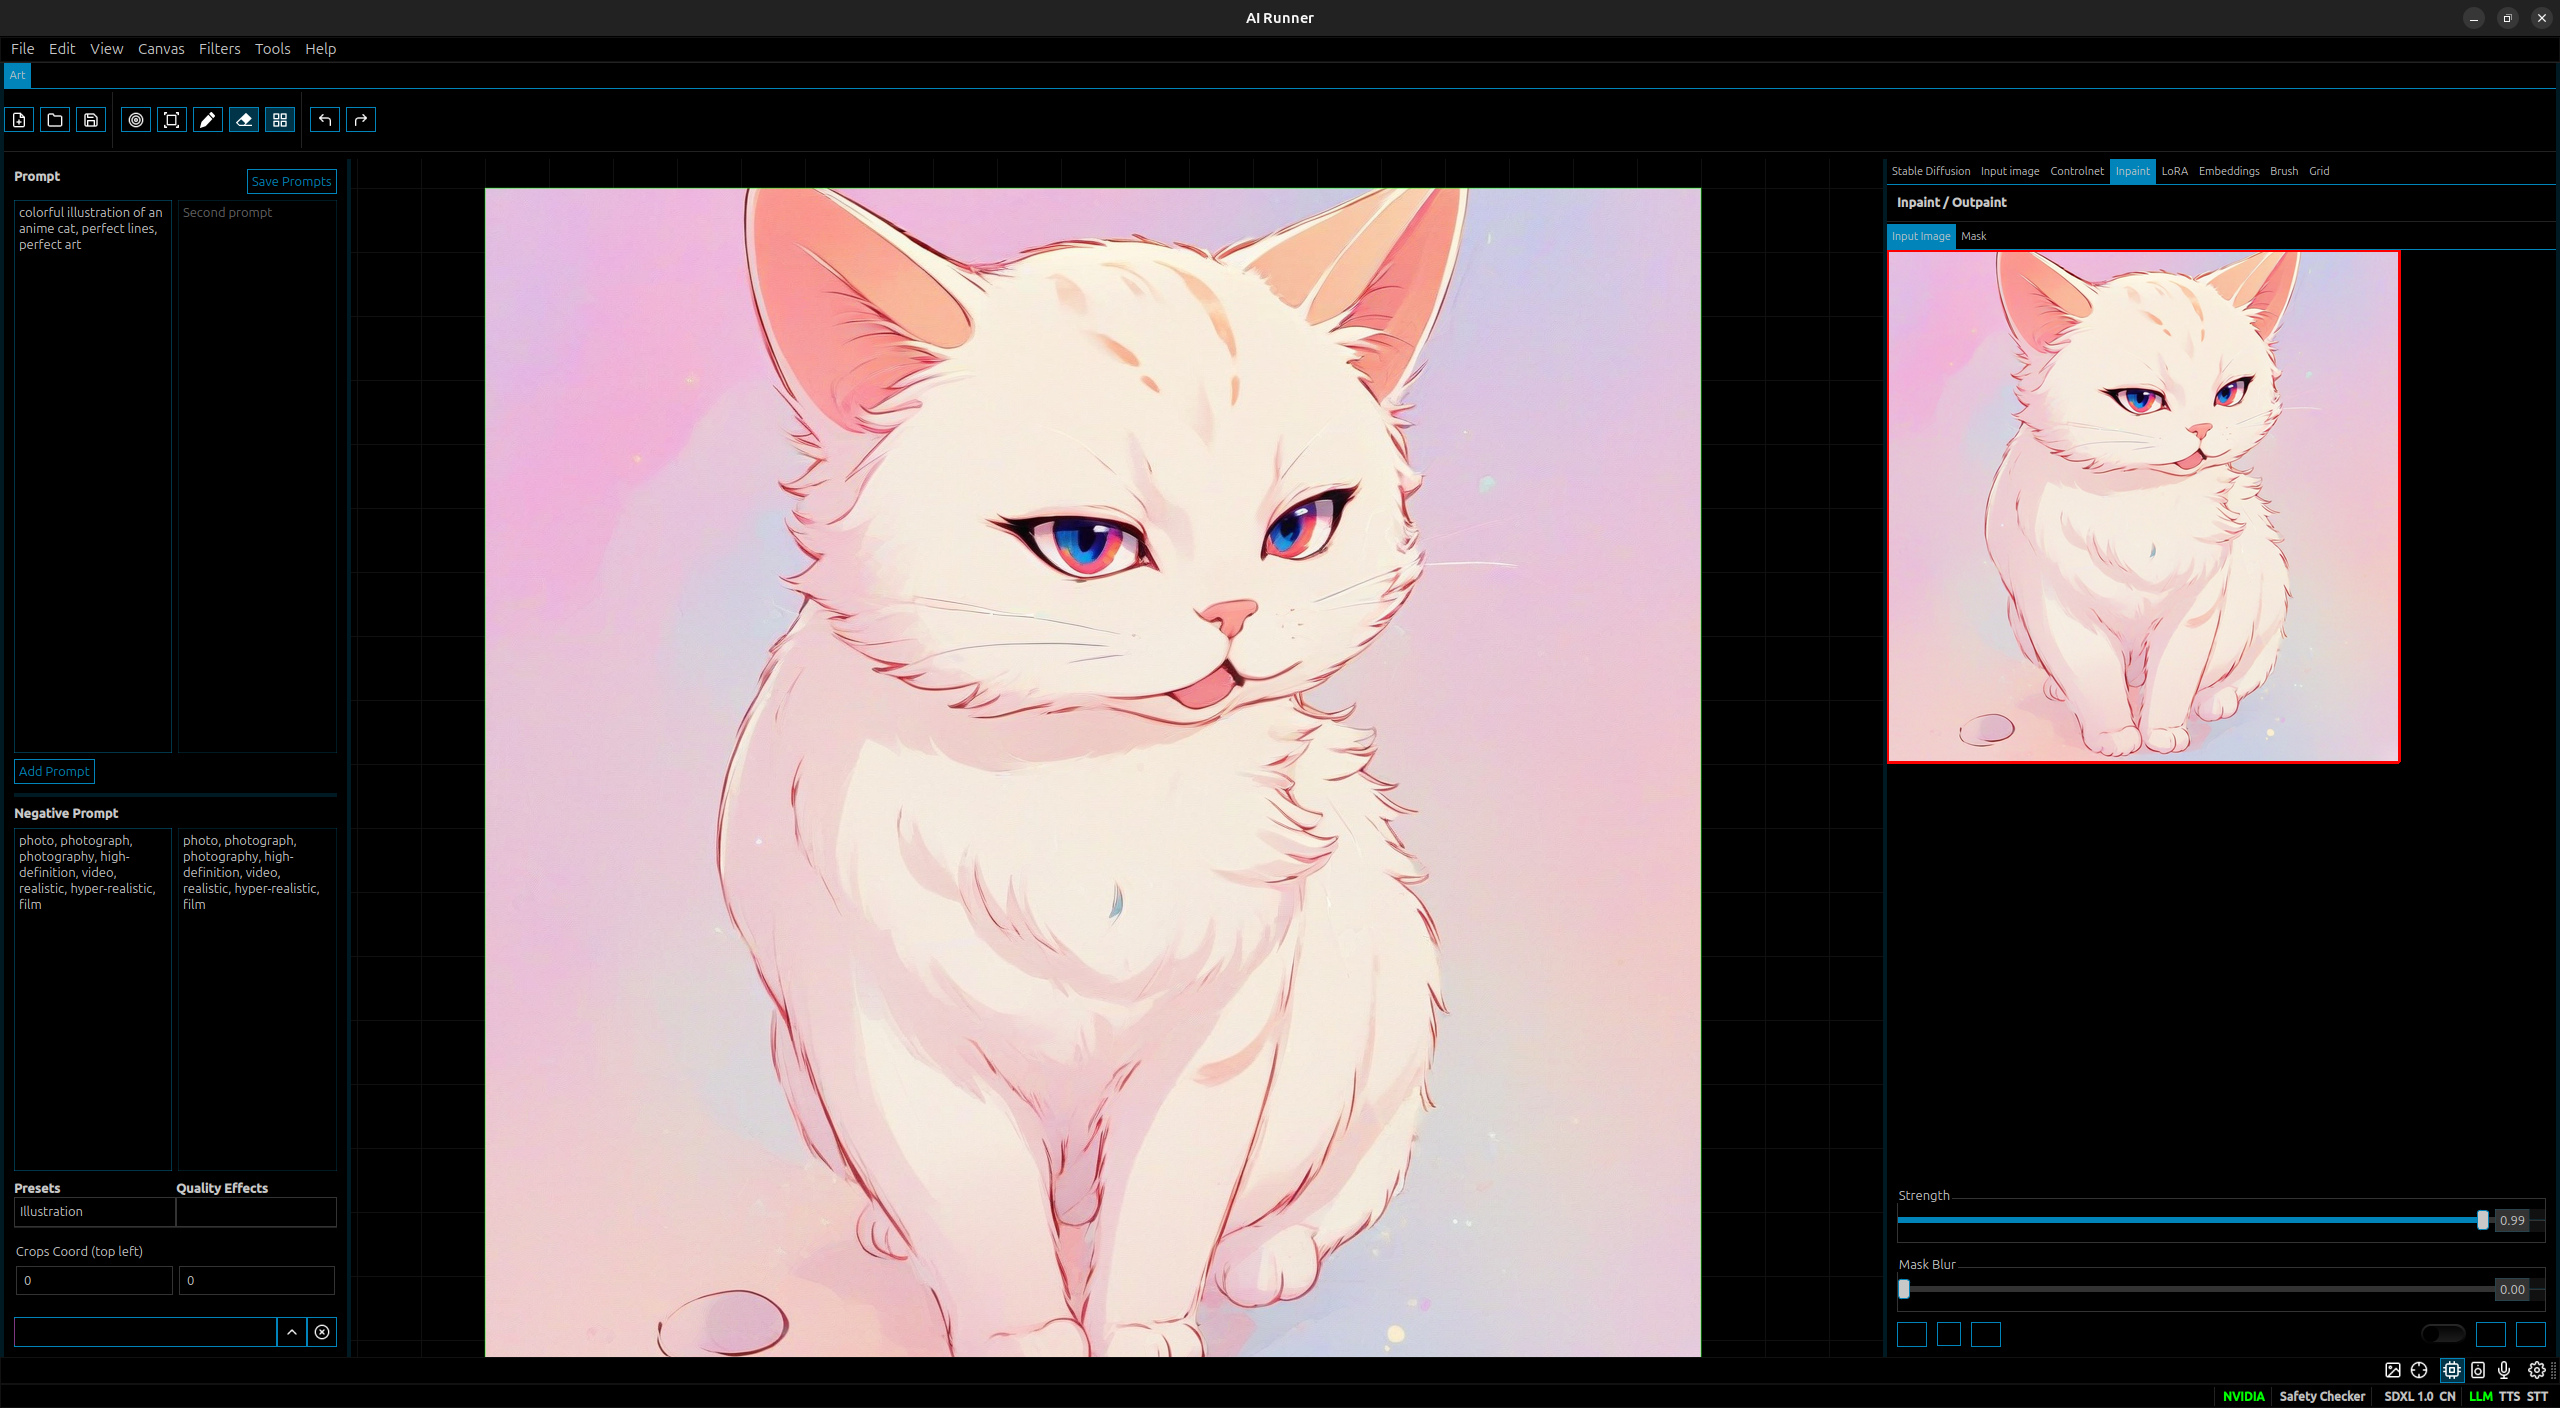 AI Runner
File Edit View Canvas Filters Tools Help
Art
Prompt
Save Prompts
colorful illustration of an
anime cat, perfect lines,
perfect art
Second prompt
Add Prompt
Negative Prompt
photo, photograph,
photography, high-
definition, video,
realistic, hyper-realistic,
film
photo, photograph,
photography, high-
definition, video,
realistic, hyper-realistic,
film
Presets
Quality Effects
Illustration
Crops Coord (top left)
0
0
Stable Diffusion Input image Controlnet Inpaint LoRA Embeddings Brush Grid
Inpaint / Outpaint
Input Image Mask
Strength
0.99
Mask Blur
0.00
NVIDIA Safety Checker SDXL 1.0 CN LLM TTS STT